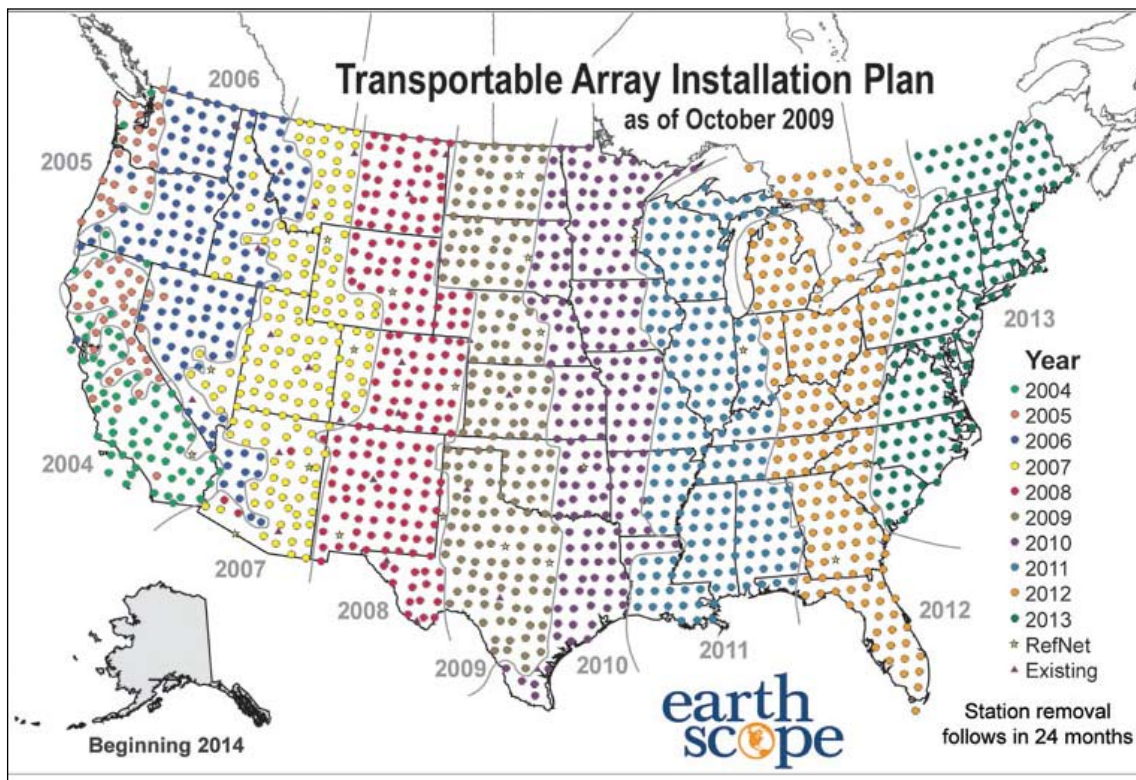 Transportable Array Installation Plan
as of October 2009
2006
2005
2004
2007
2008
2009
2010
2011
2012
2013
Year
2004
2005
2006
2007
2008
2009
2010
2011
2012
2013
RefNet
Existing
Beginning 2014
earth
scope
Station removal
follows in 24 months